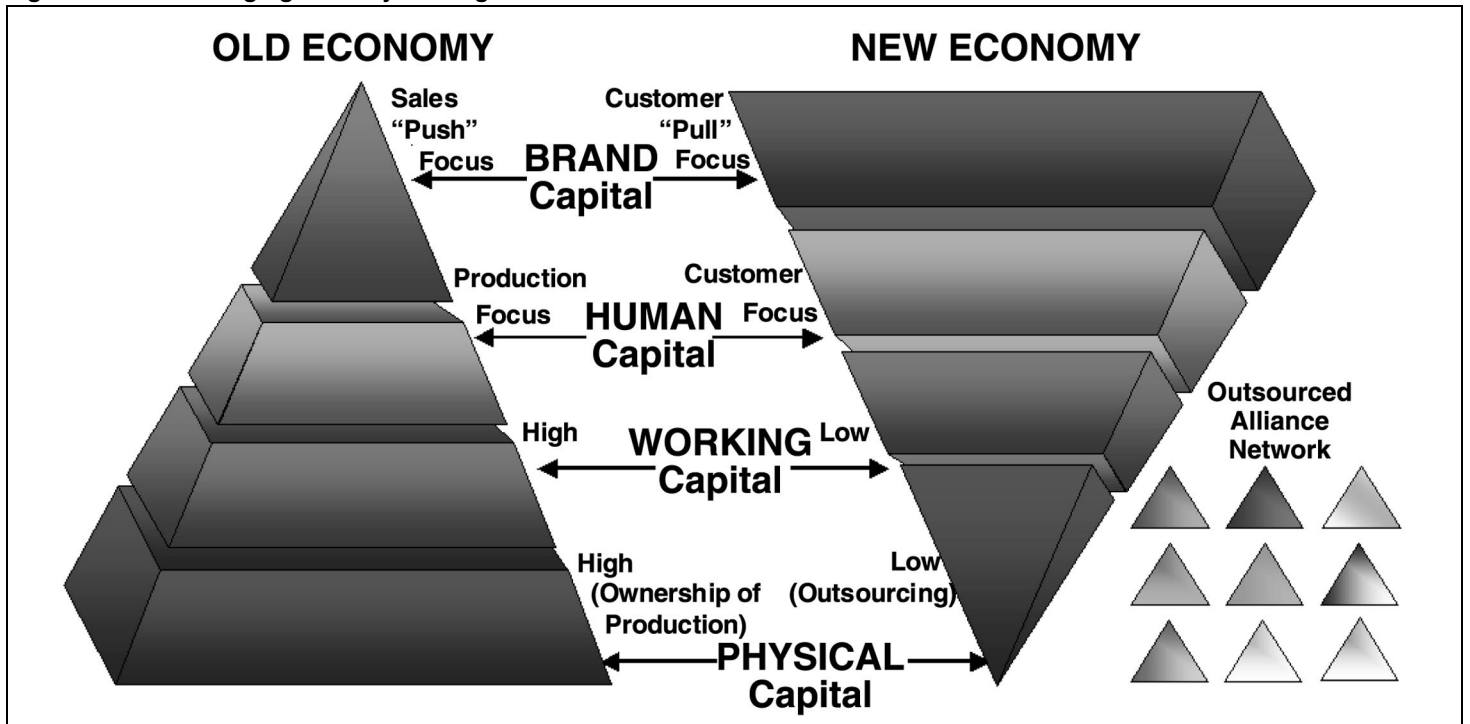 OLD ECONOMY
NEW ECONOMY
Sales
“Push”
Focus
Customer
“Pull”
Focus
BRAND
Capital
Production
Focus
Customer
Focus
HUMAN
Capital
High
Low
WORKING
Capital
Outsourced
Alliance
Network
High
(Ownership of
Production)
Low
(Outsourcing)
PHYSICAL
Capital